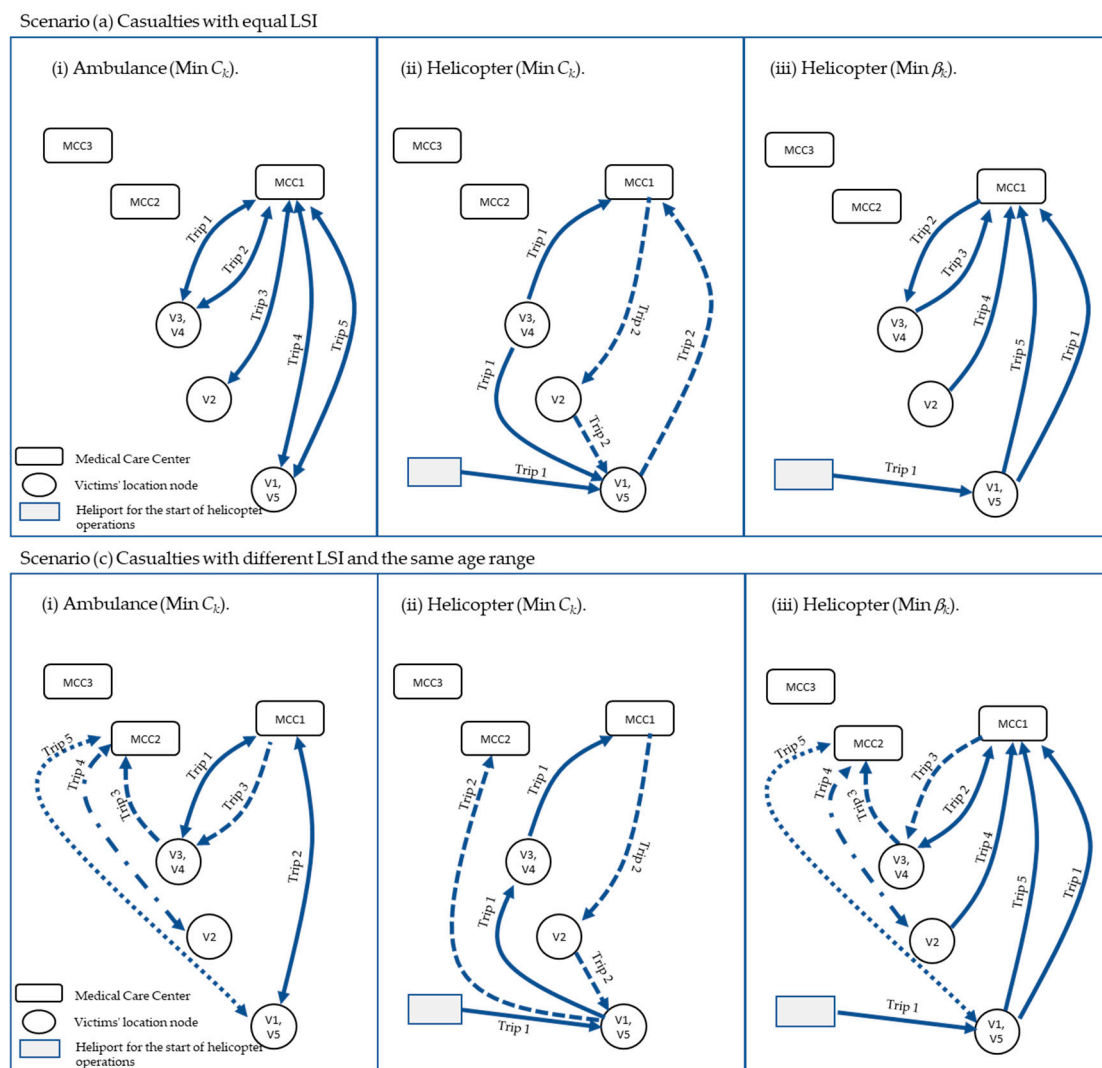 Scenario (a) Casualties with equal LSI
(i) Ambulance (Min Ck).
MCC3
MCC2
MCC1
Trip 1
Trip 2
Trip 3
Trip 4
Trip 5
V3,
V4
V2
V1,
V5
Medical Care Center
Victims' location node
Heliport for the start of helicopter
operations
(ii) Helicopter (Min Ck).
MCC3
MCC2
MCC1
Trip 1
Trip 2
Trip 2
V3,
V4
Trip 1
V2
Trip 2
Trip 1
V1,
V5
(iii) Helicopter (Min βk).
MCC3
MCC2
MCC1
Trip 2
Trip 3
Trip 4
Trip 5
Trip 1
V3,
V4
V2
Trip 1
V1,
V5
Scenario (c) Casualties with different LSI and the same age range
(i) Ambulance (Min Ck).
MCC3
MCC2
MCC1
Trip 5
Trip 4
Trip 3
Trip 1
Trip 3
Trip 2
V3,
V4
V2
V1,
V5
Medical Care Center
Victims' location node
Heliport for the start of helicopter
operations
(ii) Helicopter (Min Ck).
MCC3
MCC2
MCC1
Trip 2
Trip 1
Trip 2
V3,
V4
Trip 1
V2
Trip 2
Trip 1
V1,
V5
(iii) Helicopter (Min βk).
MCC3
MCC2
MCC1
Trip 5
Trip 4
Trip 3
Trip 3
Trip 2
Trip 4
Trip 5
Trip 1
V3,
V4
V2
Trip 1
V1,
V5